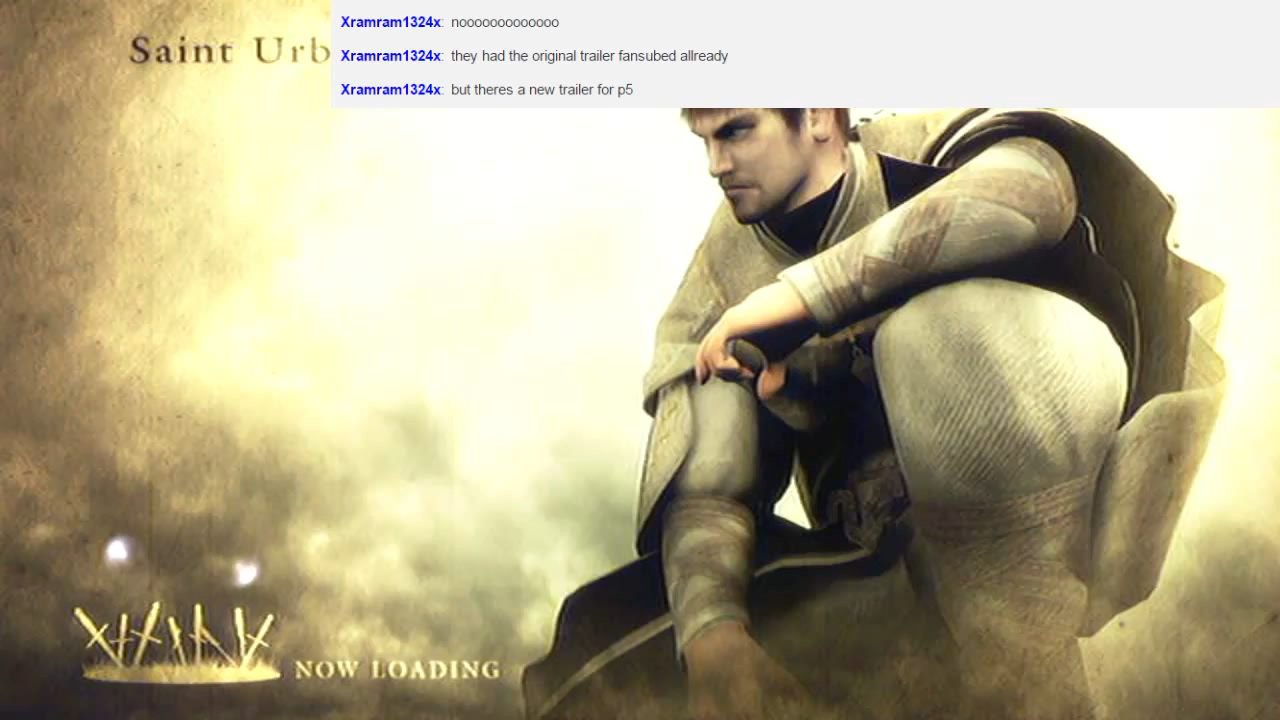 Saint Urb
Xramram1324x: nooooooooooooo
Xramram1324x: they had the original trailer fansubed allready
Xramram1324x: but theres a new trailer for p5
NOW LOADING